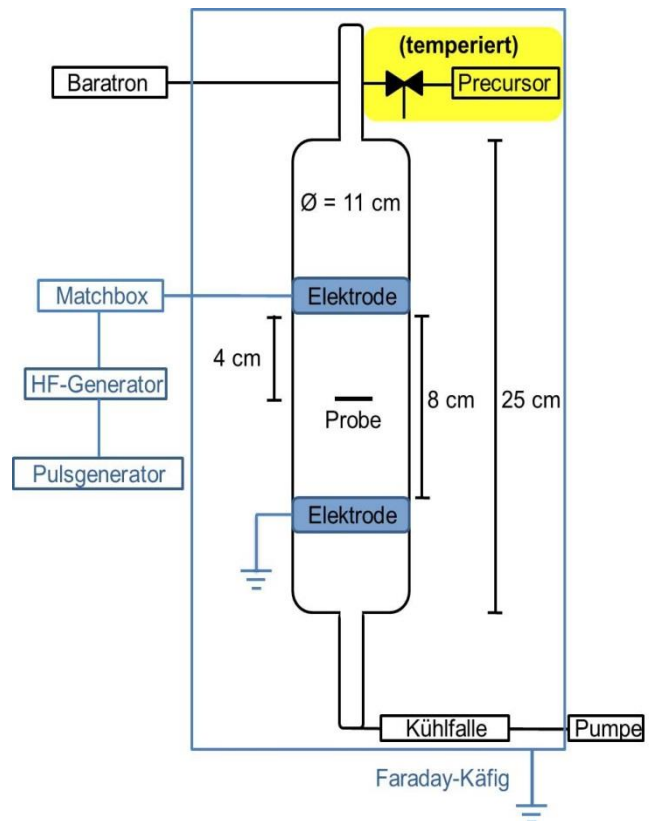 (temperiert)
Baratron
Precursor
Ø = 11 cm
Matchbox
Elektrode
4 cm
HF-Generator
8 cm
25 cm
Probe
Pulsgenerator
Elektrode
Kühlfalle
Pumpe
Faraday-Käfig